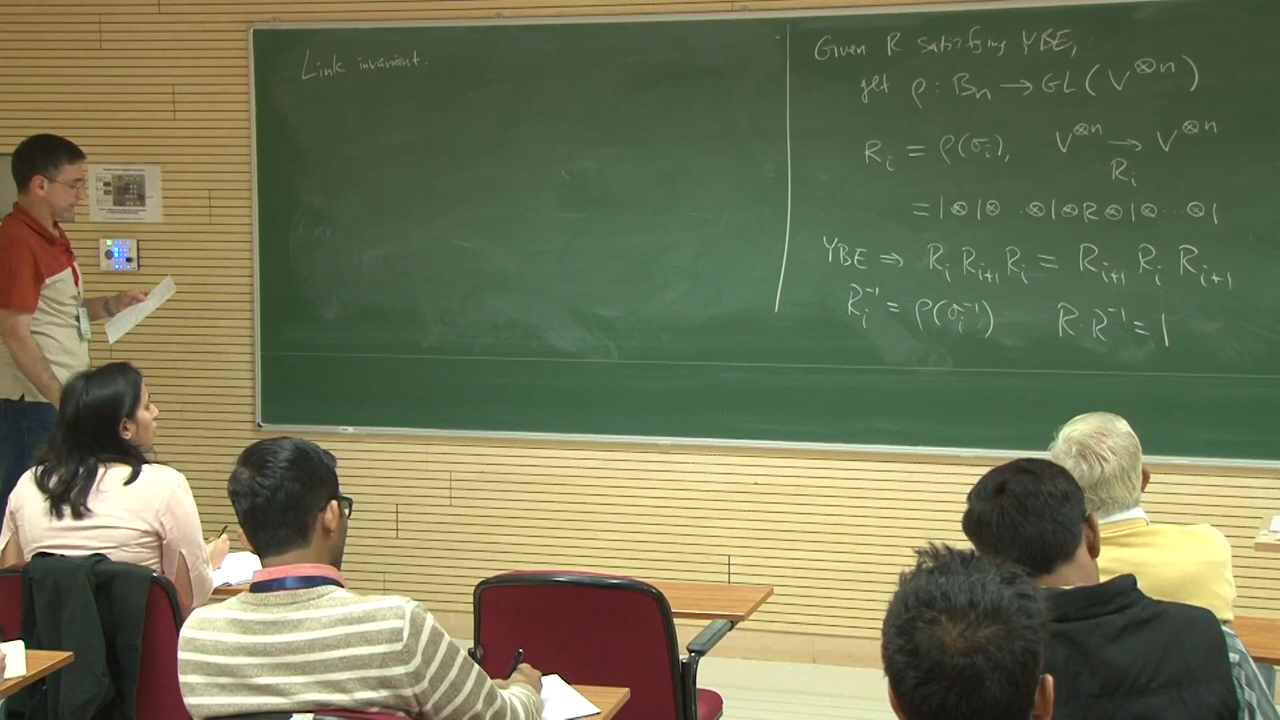 Link invariant:
Given R satisfying YBE,
get ρ : Bₙ → GL(V^⊗n)
Rᵢ = ρ(σᵢ), V^⊗n → V^⊗n
Rᵢ
= 1⊗1⊗ ..⊗1⊗R⊗1⊗...⊗1
YBE ⇒ Rᵢ Rᵢ₊₁ Rᵢ = Rᵢ₊₁ Rᵢ Rᵢ₊₁
Rᵢ⁻¹ = ρ(σᵢ⁻¹) R·R⁻¹ = 1